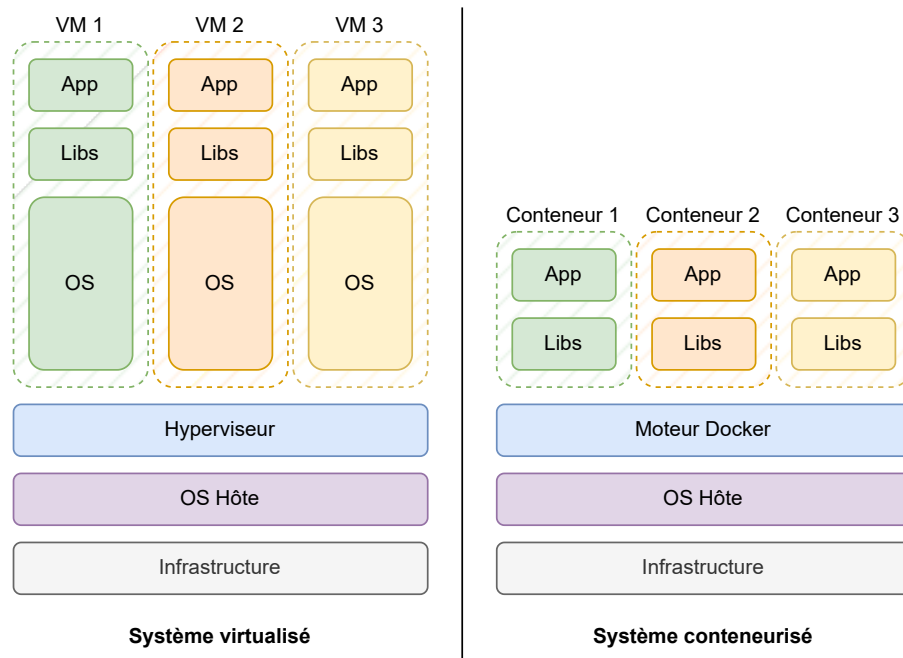 VM 1
VM 2
VM 3
App
App
App
Libs
Libs
Libs
OS
OS
OS
Hyperviseur
OS Hôte
Infrastructure
Système virtualisé
Conteneur 1
Conteneur 2
Conteneur 3
App
App
App
Libs
Libs
Libs
Moteur Docker
OS Hôte
Infrastructure
Système conteneurisé